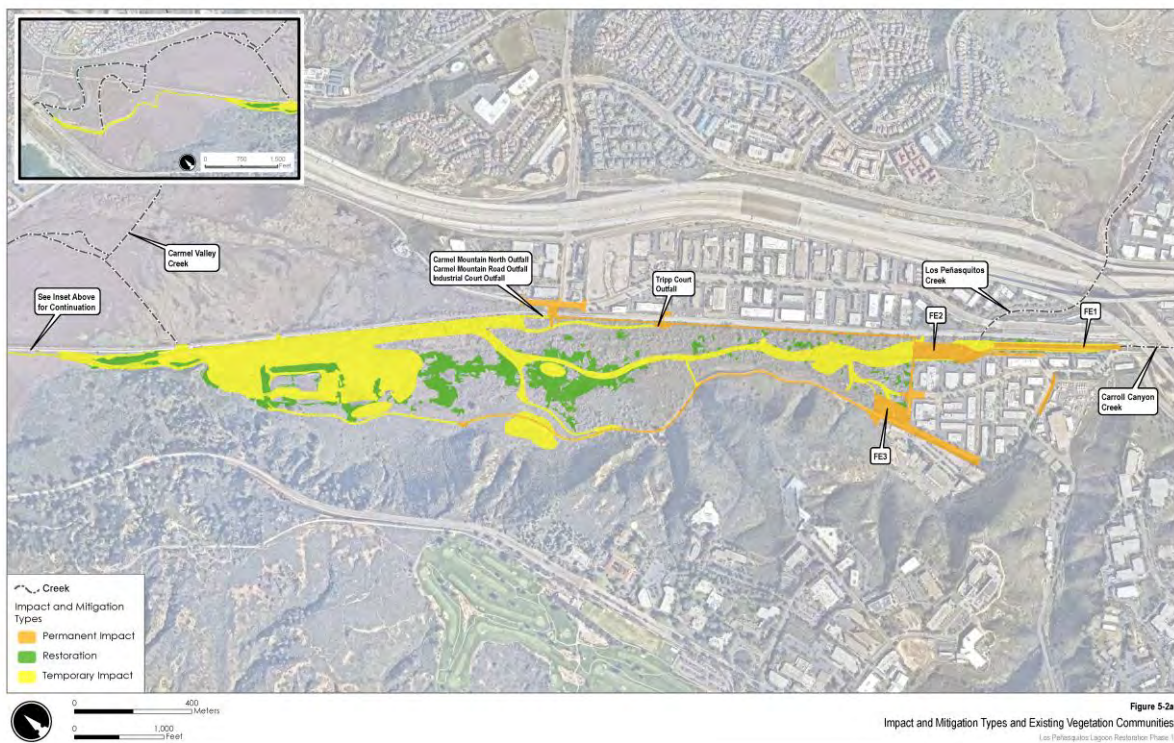 0 750 1,500
Feet
Carmel Valley
Creek
See Inset Above
for Continuation
Carmel Mountain North Outfall
Carmel Mountain Road Outfall
Industrial Court Outfall
Tripp Court
Outfall
Los Peñasquitos
Creek
FE2
FE1
FE3
Carroll Canyon
Creek
Creek
Impact and Mitigation
Types
Permanent Impact
Restoration
Temporary Impact
0 400
Meters
0 1,000
Feet
Figure 5-2a
Impact and Mitigation Types and Existing Vegetation Communities
Los Peñasquitos Lagoon Restoration Phase 1